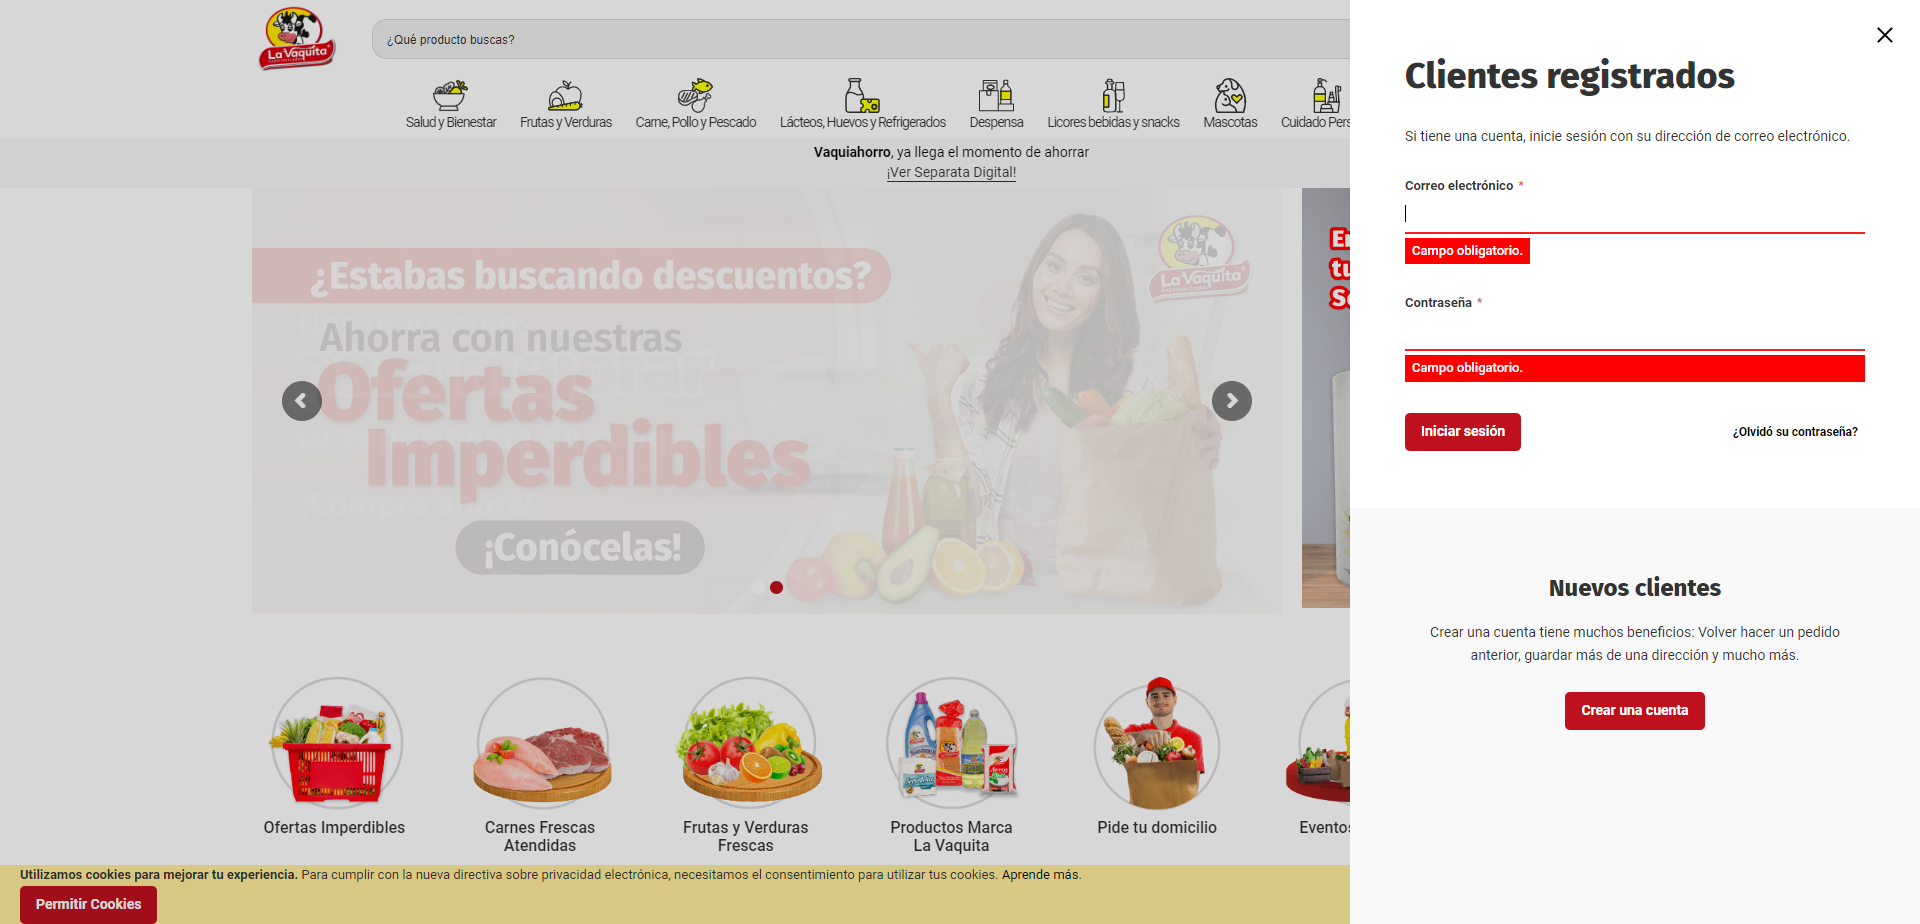 La Vaquita
¿Qué producto buscas?
Salud y Bienestar
Frutas y Verduras
Carne, Pollo y Pescado
Lácteos, Huevos y Refrigerados
Despensa
Licores bebidas y snacks
Mascotas
Cuidado Pers
Vaquiahorro, ya llega el momento de ahorrar
¡Ver Separata Digital!
¿Estabas buscando descuentos?
Ahorra con nuestras
Ofertas
Imperdibles
¡Compra ahora!
¡Conócelas!
La Vaquita
En
tu
Se
Ofertas Imperdibles
Carnes Frescas
Atendidas
Frutas y Verduras
Frescas
Productos Marca
La Vaquita
Pide tu domicilio
Eventos
Utilizamos cookies para mejorar tu experiencia. Para cumplir con la nueva directiva sobre privacidad electrónica, necesitamos el consentimiento para utilizar tus cookies. Aprende más.
Permitir Cookies
Clientes registrados
Si tiene una cuenta, inicie sesión con su dirección de correo electrónico.
Correo electrónico *
Campo obligatorio.
Contraseña *
Campo obligatorio.
Iniciar sesión
¿Olvidó su contraseña?
Nuevos clientes
Crear una cuenta tiene muchos beneficios: Volver hacer un pedido
anterior, guardar más de una dirección y mucho más.
Crear una cuenta